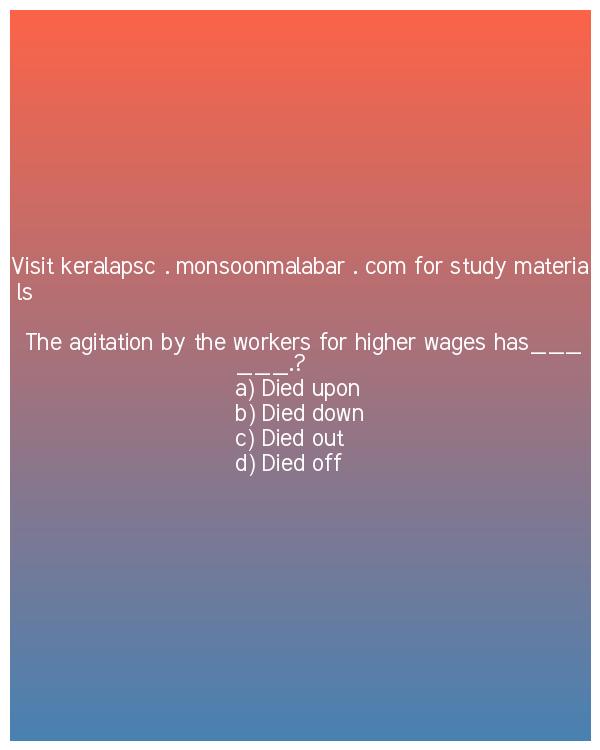 Visit keralapsc . monsoonmalabar . com for study materia
ls
The agitation by the workers for higher wages has___
___.?
a) Died upon
b) Died down
c) Died out
d) Died off